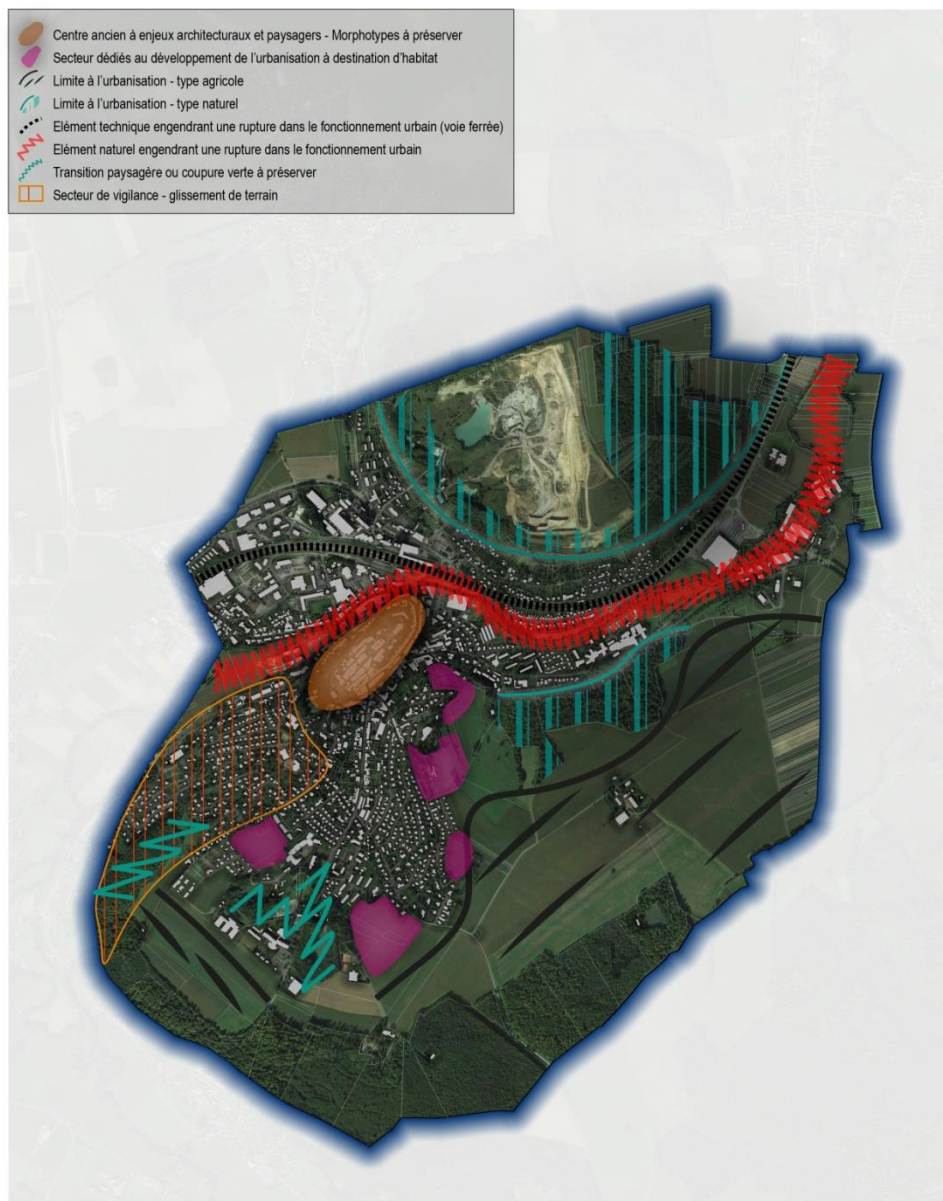 Centre ancien à enjeux architecturaux et paysagers - Morphotypes à préserver
Secteur dédiés au développement de l'urbanisation à destination d'habitat
Limite à l'urbanisation - type agricole
Limite à l'urbanisation - type naturel
Elément technique engendrant une rupture dans le fonctionnement urbain (voie ferrée)
Elément naturel engendrant une rupture dans le fonctionnement urbain
Transition paysagère ou coupure verte à préserver
Secteur de vigilance - glissement de terrain